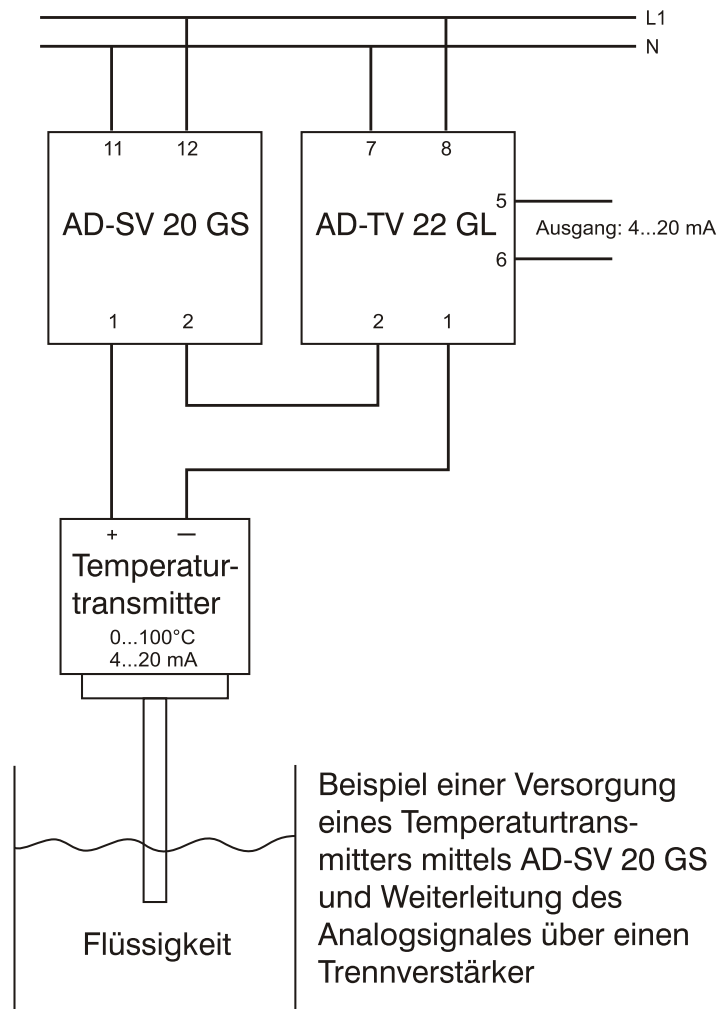 L1
N
11 12
7 8
AD-SV 20 GS
AD-TV 22 GL
5
Ausgang: 4...20 mA
6
1 2
2 1
+ —
Temperatur-
transmitter
0...100°C
4...20 mA
Beispiel einer Versorgung
eines Temperaturtrans-
mitters mittels AD-SV 20 GS
und Weiterleitung des
Analogsignales über einen
Trennverstärker
Flüssigkeit